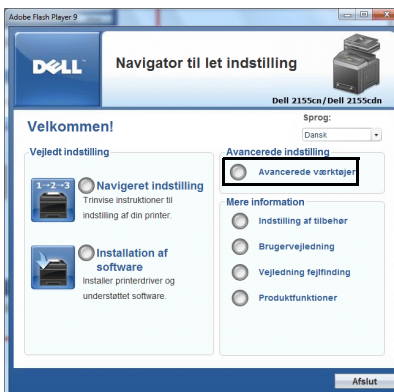 Adobe Flash Player 9
DELL™
Navigator til let indstilling
Dell 2155cn/Dell 2155cdn
Velkommen!
Sprog:
Dansk
Vejledt indstilling
1→2→3
Navigeret indstilling
Trinvise instruktioner til
indstilling af din printer.
Installation af
software
Installer printerdriver og
understøttet software.
Avancerede indstilling
Avancerede værktøjer
Mere information
Indstilling af tilbehør
Brugervejledning
Vejledning fejlfinding
Produktfunktioner
Afslut